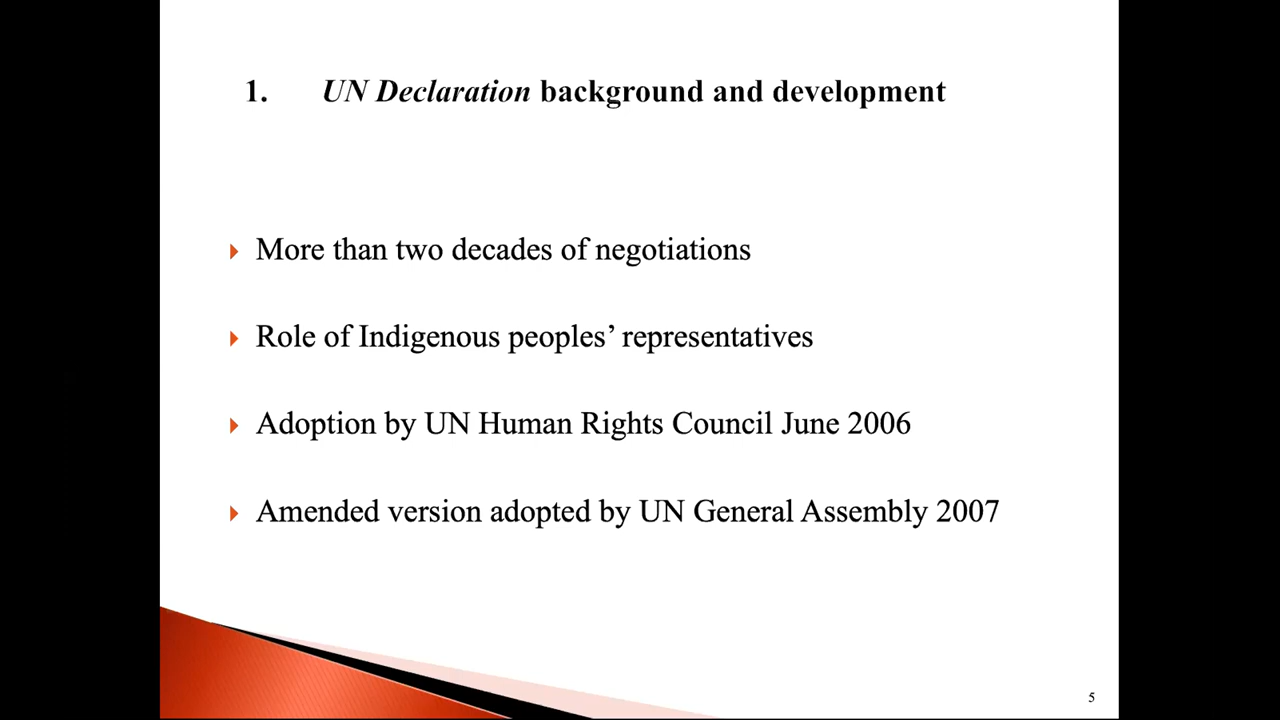 1. UN Declaration background and development
More than two decades of negotiations
Role of Indigenous peoples’ representatives
Adoption by UN Human Rights Council June 2006
Amended version adopted by UN General Assembly 2007
5